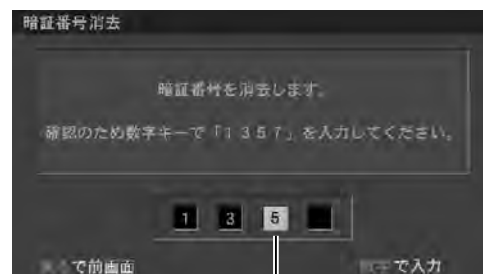 暗証番号消去
暗証番号を消去します。
確認のため数字キーで「1357」を入力してください。
1 3 5
で前画面 で入力